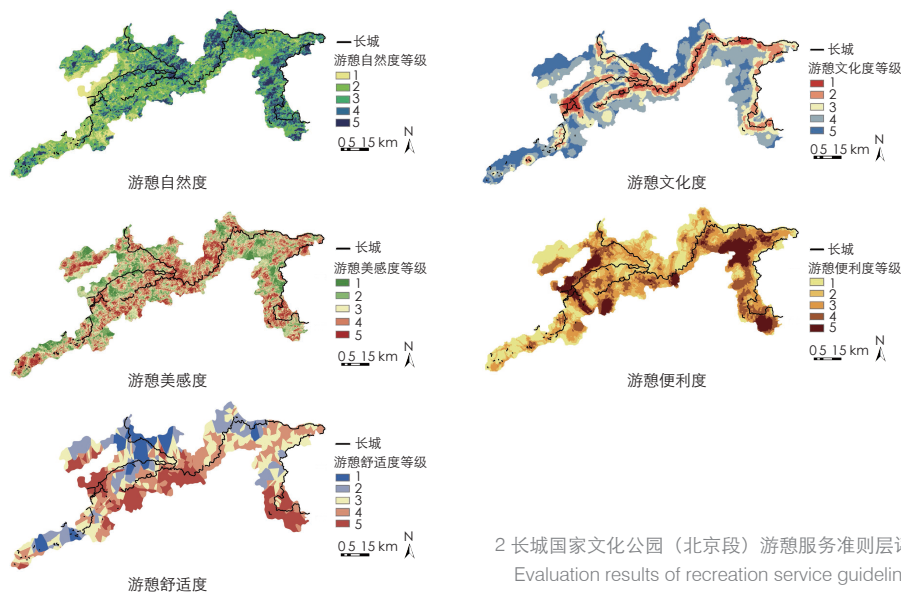 长城
游憩自然度等级
1
2
3
4
5
0 5 15 km
N
游憩自然度
长城
游憩文化度等级
1
2
3
4
5
0 5 15 km
N
游憩文化度
长城
游憩美感度等级
1
2
3
4
5
0 5 15 km
N
游憩美感度
长城
游憩便利度等级
1
2
3
4
5
0 5 15 km
N
游憩便利度
长城
游憩舒适度等级
1
2
3
4
5
0 5 15 km
N
游憩舒适度
2 长城国家文化公园（北京段）游憩服务准则层
Evaluation results of recreation service guidelin